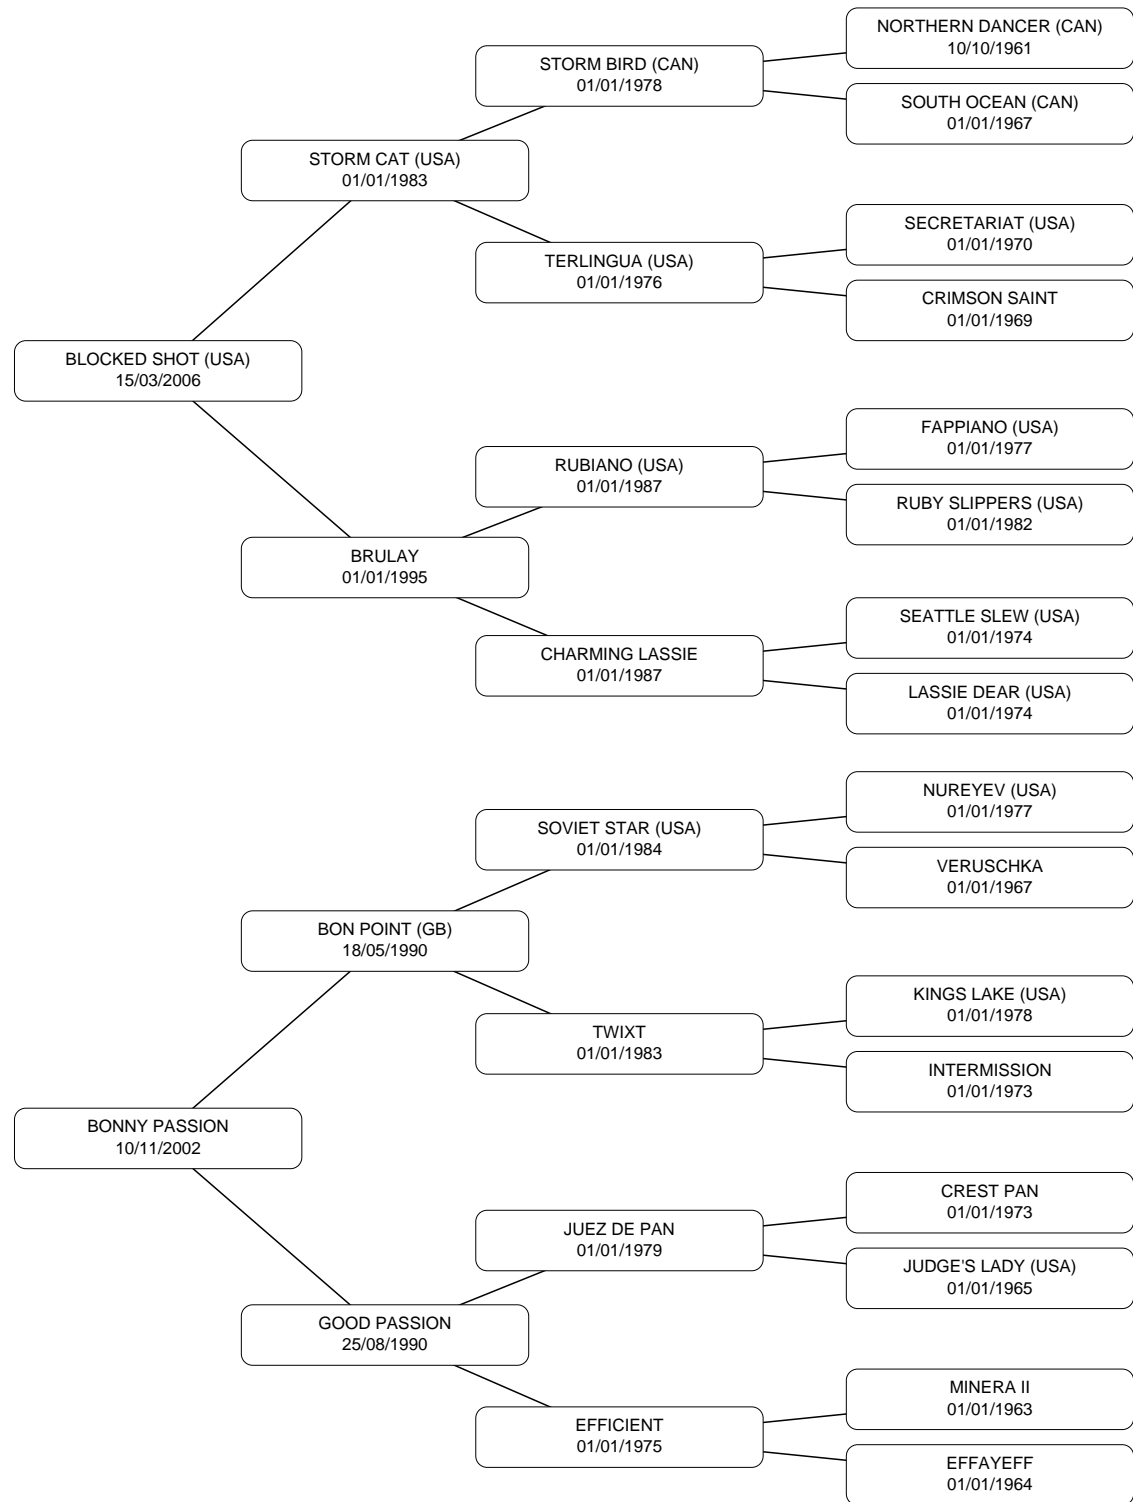 NORTHERN DANCER (CAN)
10/10/1961
STORM BIRD (CAN)
01/01/1978
SOUTH OCEAN (CAN)
01/01/1967
STORM CAT (USA)
01/01/1983
SECRETARIAT (USA)
01/01/1970
TERLINGUA (USA)
01/01/1976
CRIMSON SAINT
01/01/1969
BLOCKED SHOT (USA)
15/03/2006
FAPPIANO (USA)
01/01/1977
RUBIANO (USA)
01/01/1987
RUBY SLIPPERS (USA)
01/01/1982
BRULAY
01/01/1995
SEATTLE SLEW (USA)
01/01/1974
CHARMING LASSIE
01/01/1987
LASSIE DEAR (USA)
01/01/1974
NUREYEV (USA)
01/01/1977
SOVIET STAR (USA)
01/01/1984
VERUSCHKA
01/01/1967
BON POINT (GB)
18/05/1990
KINGS LAKE (USA)
01/01/1978
TWIXT
01/01/1983
INTERMISSION
01/01/1973
BONNY PASSION
10/11/2002
CREST PAN
01/01/1973
JUEZ DE PAN
01/01/1979
JUDGE'S LADY (USA)
01/01/1965
GOOD PASSION
25/08/1990
MINERA II
01/01/1963
EFFICIENT
01/01/1975
EFFAYEFF
01/01/1964